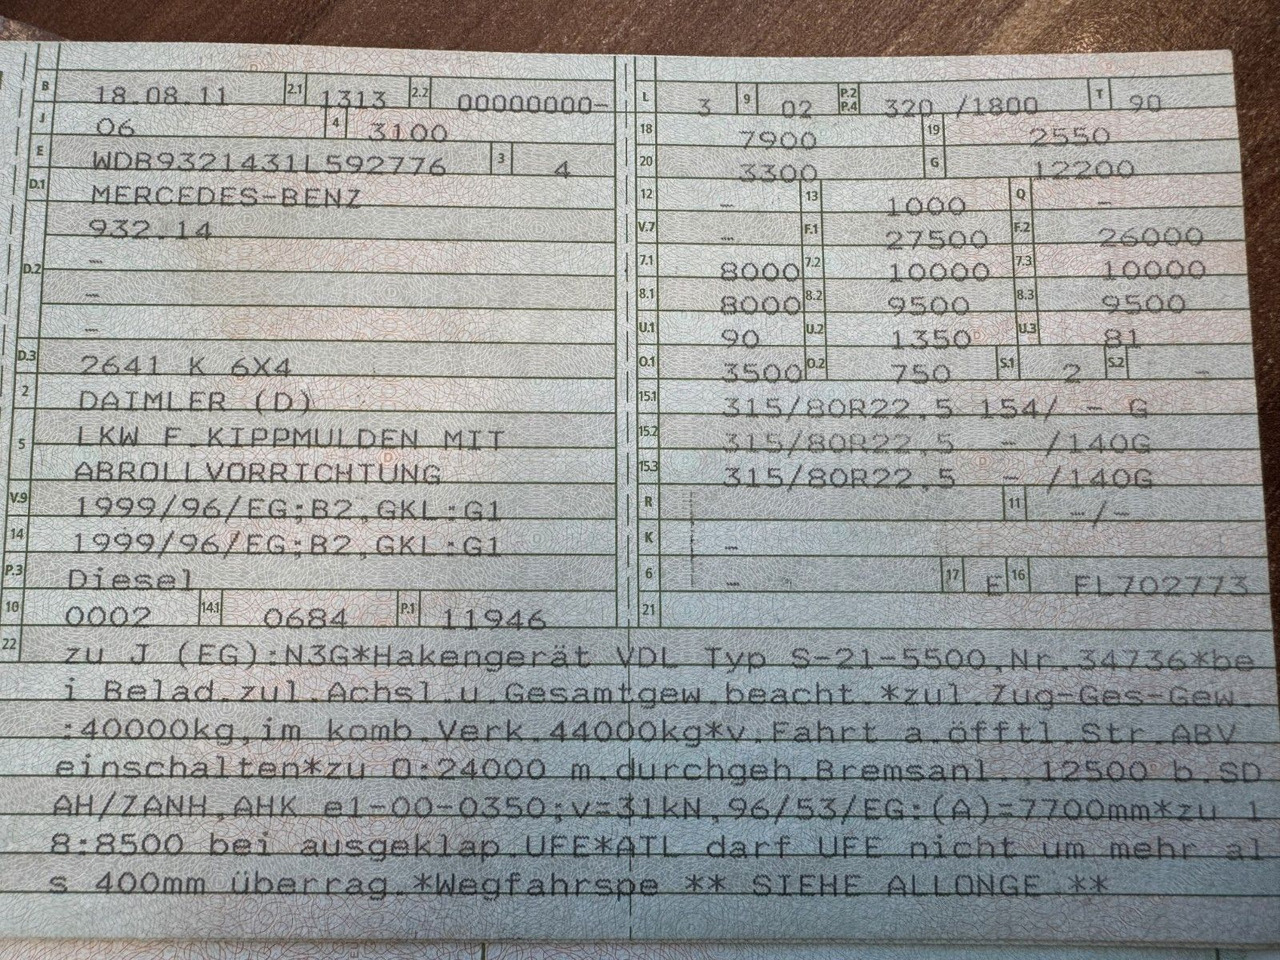 B 18.08.11 2.1 1313 2.2 00000000-
J 06 4 3100
E WDB9321431L592776 3 4
D.1 MERCEDES-BENZ
932.14
D.2 –
–
–
D.3 2641 K 6X4
2 DAIMLER (D)
5 LKW F.KIPPMULDEN MIT
ABROLLVORRICHTUNG
V.9 1999/96/EG;B2,GKL:G1
14 1999/96/EG;B2,GKL:G1
P.3 Diesel
10 0002 14.1 0684 P.1 11946
L 3 9 02 P.2 P.4 320 /1800 T 90
18 7900 19 2550
20 3300 G 12200
12 – 13 1000 Q –
V.7 – F.1 27500 F.2 26000
7.1 8000 7.2 10000 7.3 10000
8.1 8000 8.2 9500 8.3 9500
U.1 90 U.2 1350 U.3 81
O.1 3500 O.2 750 S.1 2 S.2 –
15.1 315/80R22,5 154/ – G
15.2 315/80R22,5 – /140G
15.3 315/80R22,5 – /140G
R 11 –/–
K –
6 – 17 E 16 FL702773
21
22 zu J (EG):N3G*Hakengerät VDL Typ S-21-5500,Nr.34736*be
i Belad.zul.Achsl.u.Gesamtgew.beacht.*zul.Zug-Ges-Gew.
:40000kg,im komb.Verk.44000kg*v.Fahrt a.öfftl.Str.ABV
einschalten*zu O:24000 m.durchgeh.Bremsanl. ,12500 b.SD
AH/ZANH,AHK e1-00-0350;v=31kN,96/53/EG:(A)=7700mm*zu 1
8:8500 bei ausgeklap.UFE*ATL darf UFE nicht um mehr al
s 400mm überrag.*Wegfahrspe ** SIEHE ALLONGE **